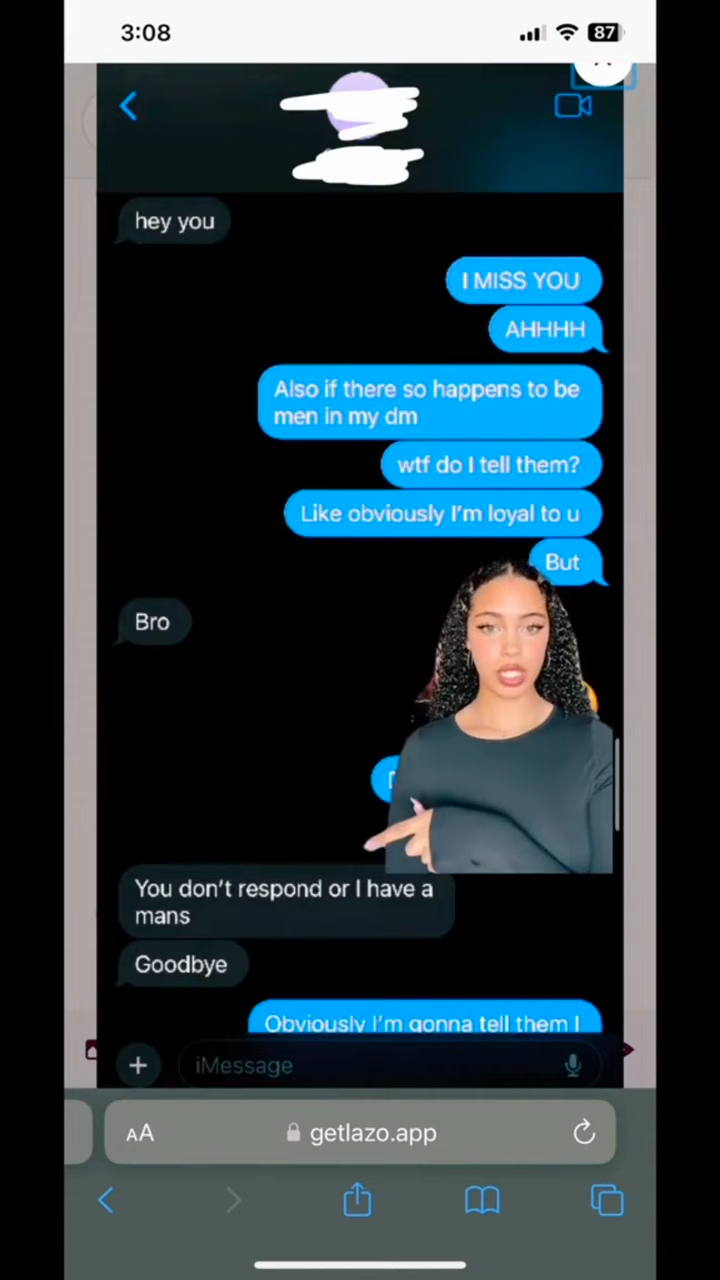 3:08
87
hey you
I MISS YOU
AHHHH
Also if there so happens to be
men in my dm
wtf do I tell them?
Like obviously I'm loyal to u
But
Bro
You don't respond or I have a
mans
Goodbye
Obviously I'm gonna tell them I
iMessage
AA
getlazo.app